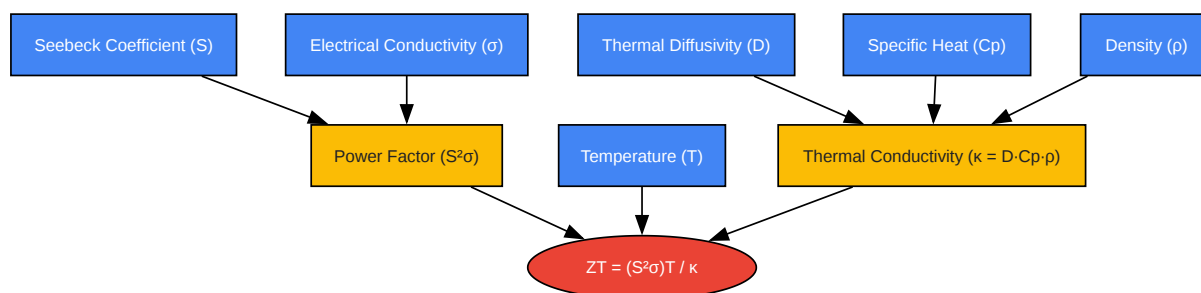 Seebeck Coefficient (S)
Electrical Conductivity (σ)
Thermal Diffusivity (D)
Specific Heat (Cp)
Density (ρ)
Power Factor (S²σ)
Temperature (T)
Thermal Conductivity (κ = D·Cp·ρ)
ZT = (S²σ)T / κ